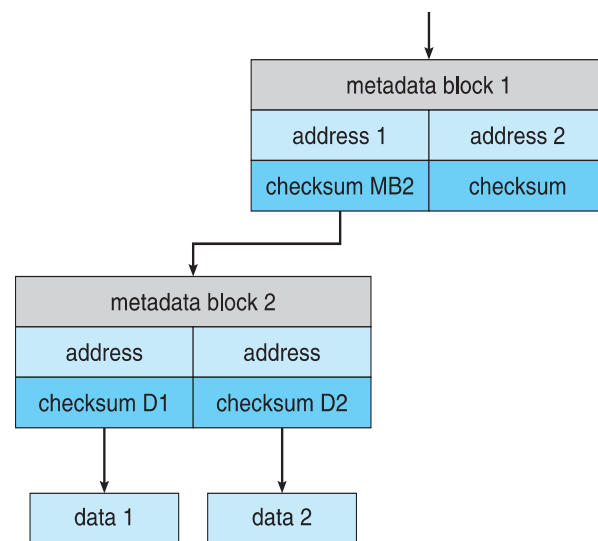 metadata block 1
address 1 address 2
checksum MB2 checksum
metadata block 2
address address
checksum D1 checksum D2
data 1 data 2